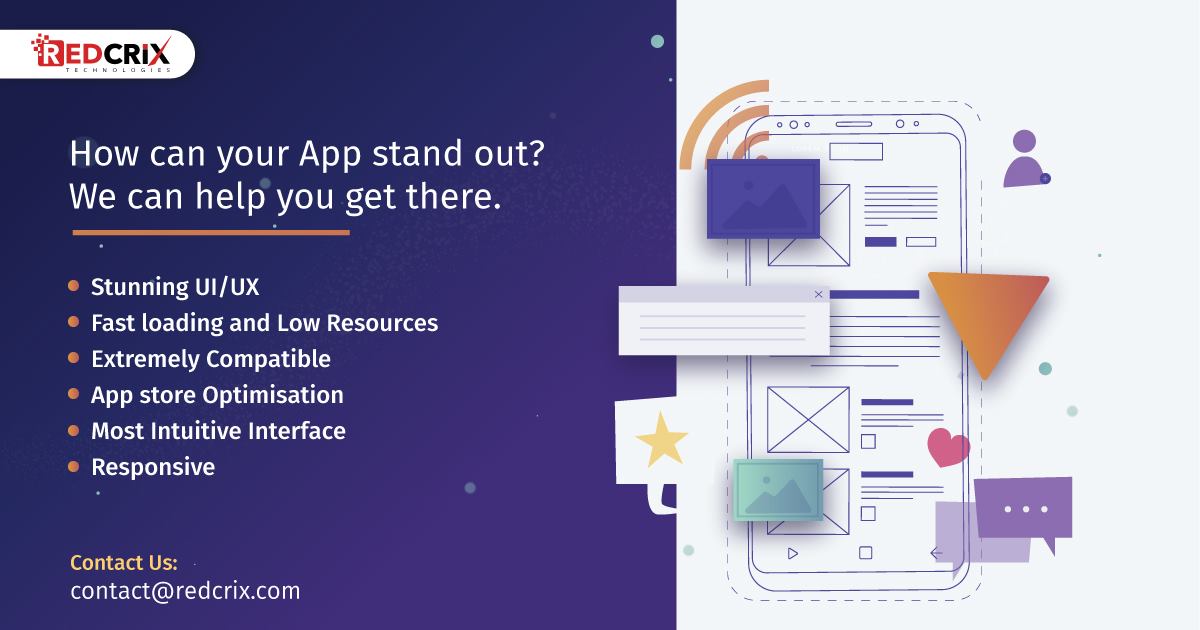 REDCRIX
TECHNOLOGIES
How can your App stand out?
We can help you get there.
Stunning UI/UX
Fast loading and Low Resources
Extremely Compatible
App store Optimisation
Most Intuitive Interface
Responsive
Contact Us:
contact@redcrix.com